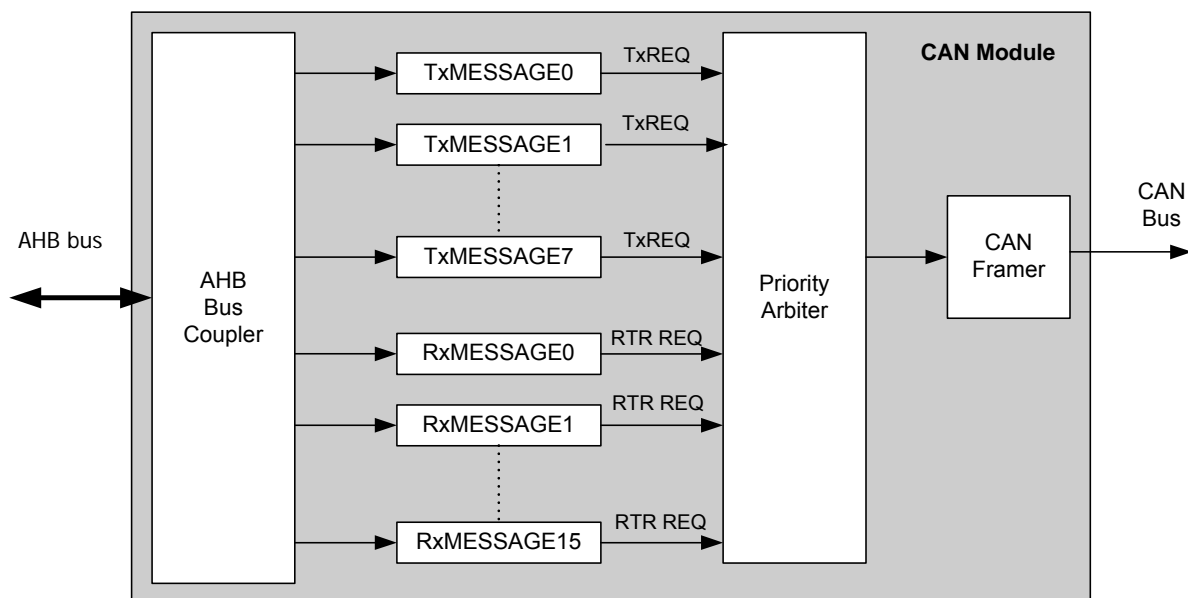 CAN Module
TxMESSAGE0
TxREQ
TxMESSAGE1
TxREQ
TxMESSAGE7
TxREQ
RxMESSAGE0
RTR REQ
RxMESSAGE1
RTR REQ
RxMESSAGE15
RTR REQ
AHB bus
AHB
Bus
Coupler
Priority
Arbiter
CAN
Framer
CAN
Bus